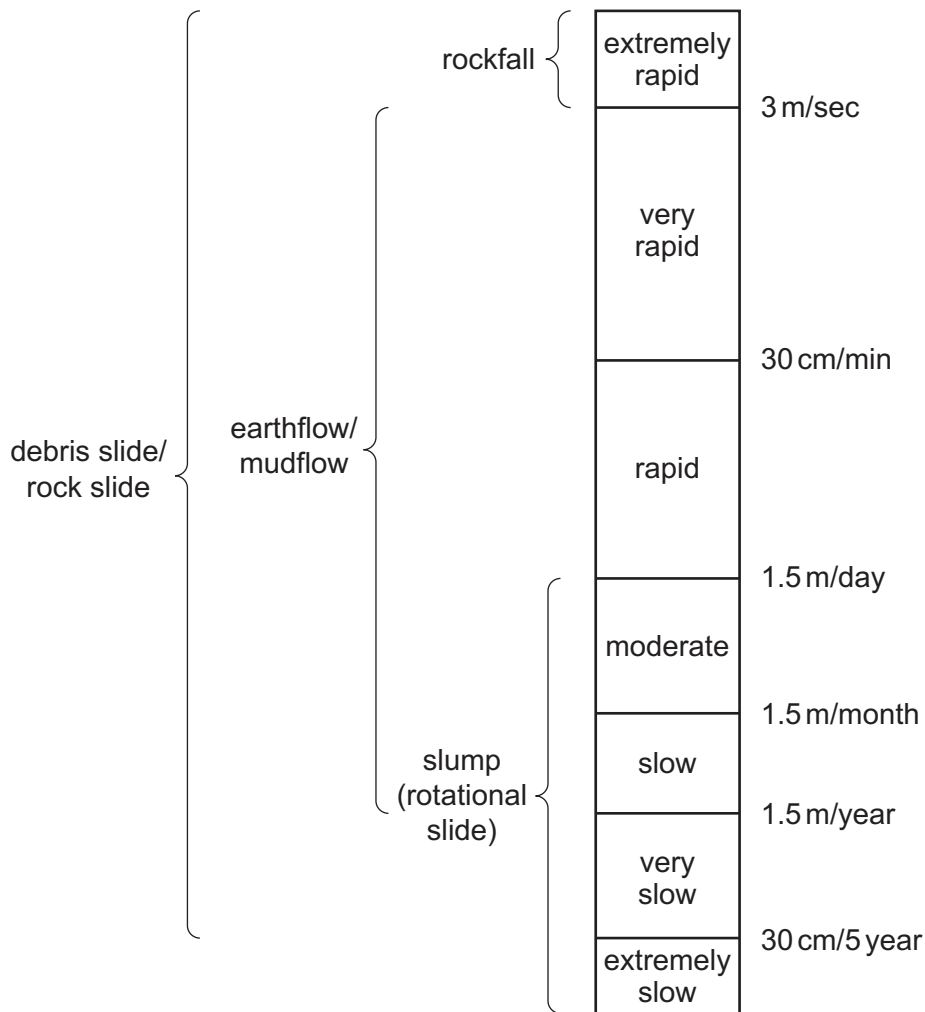 rockfall
extremely
rapid
3 m/sec
very
rapid
30 cm/min
debris slide/
rock slide
earthflow/
mudflow
rapid
1.5 m/day
moderate
1.5 m/month
slump
(rotational
slide)
slow
1.5 m/year
very
slow
30 cm/5 year
extremely
slow